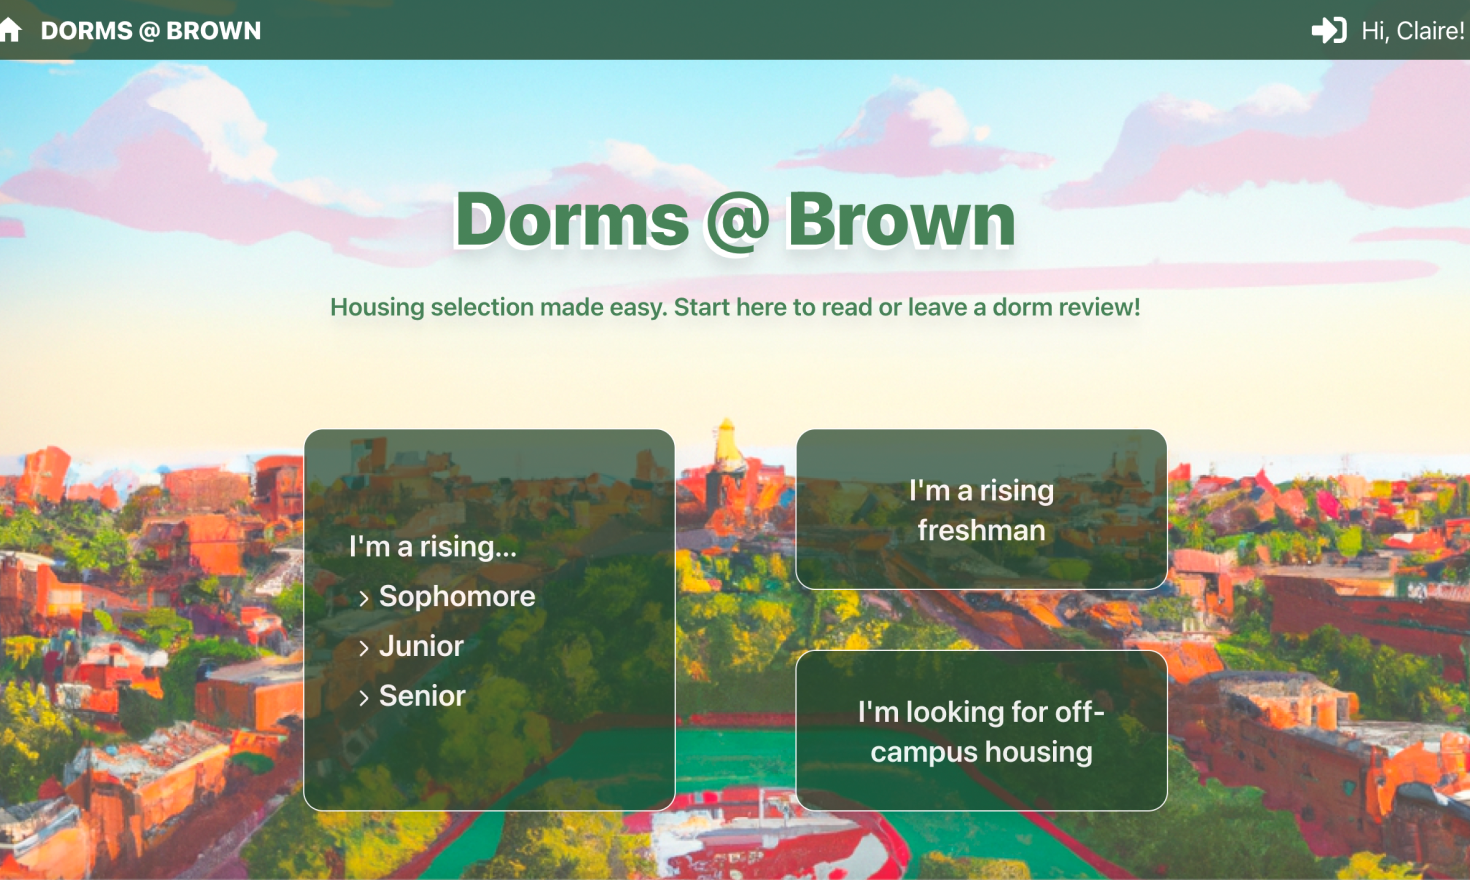 DORMS @ BROWN
Hi, Claire!
Dorms @ Brown
Housing selection made easy. Start here to read or leave a dorm review!
I'm a rising...
Sophomore
Junior
Senior
I'm a rising
freshman
I'm looking for off-
campus housing